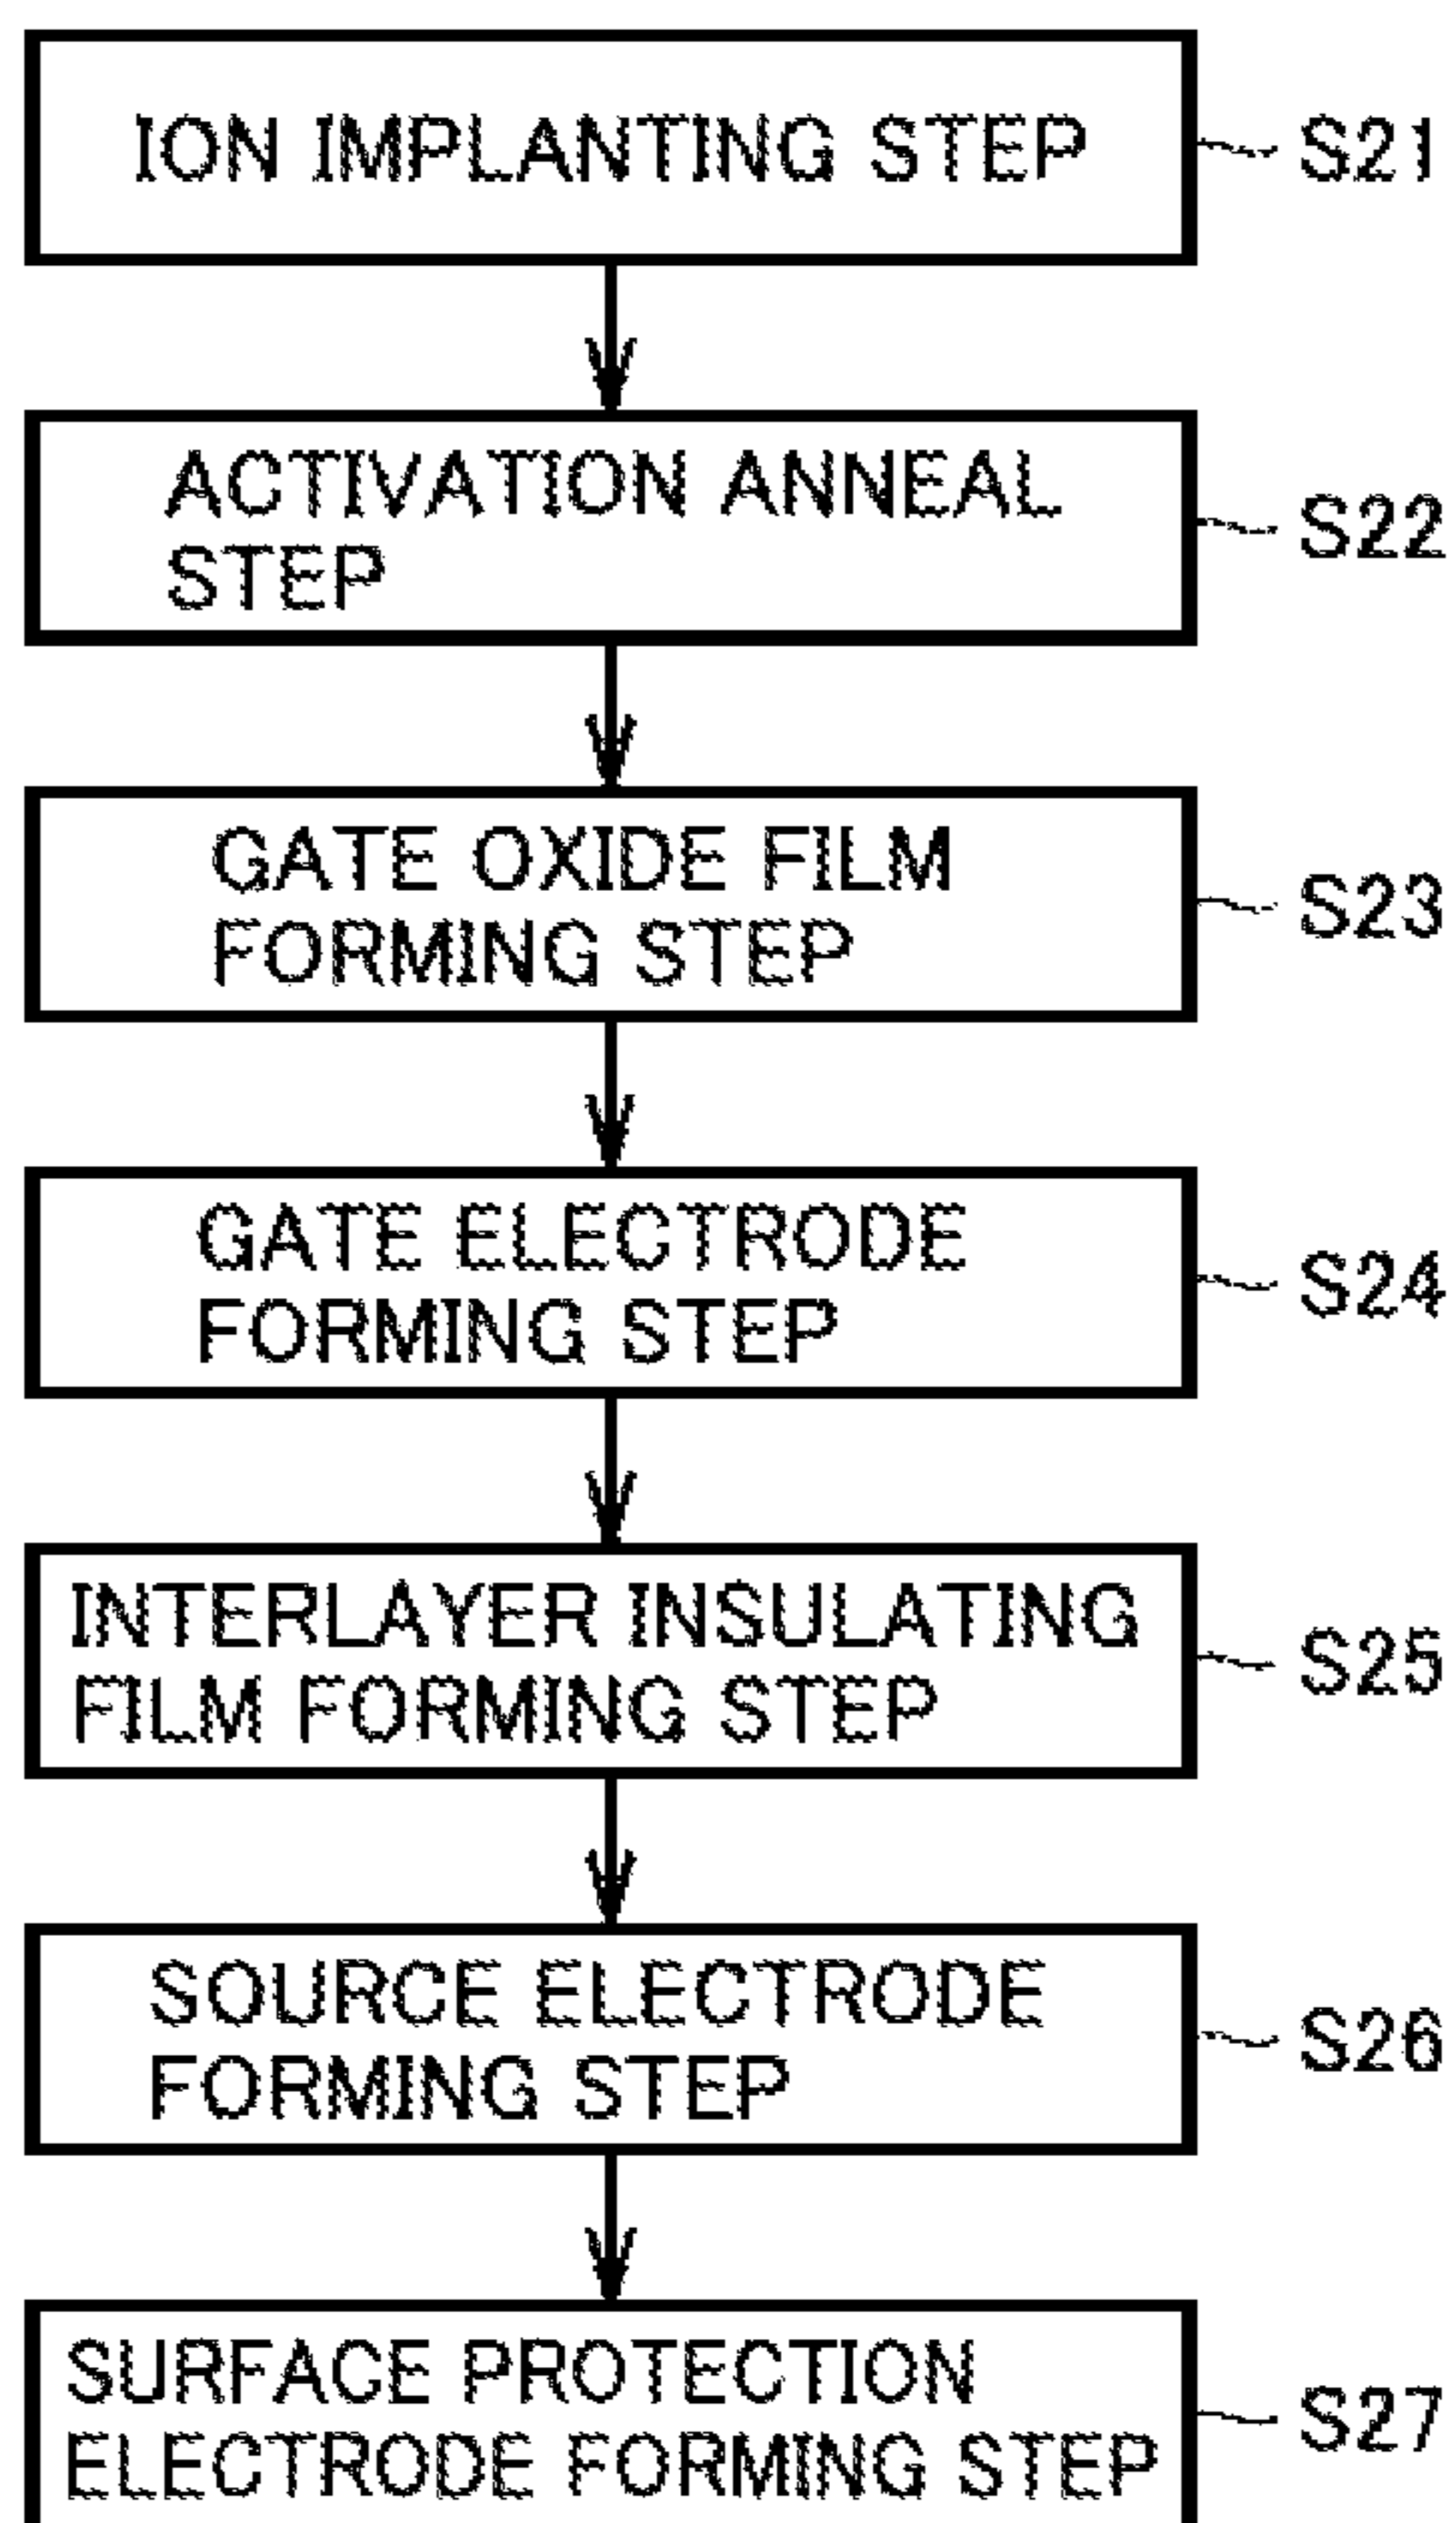 ION IMPLANTING STEP
S21
ACTIVATION ANNEAL
STEP
S22
GATE OXIDE FILM
FORMING STEP
S23
GATE ELECTRODE
FORMING STEP
S24
INTERLAYER INSULATING
FILM FORMING STEP
S25
SOURCE ELECTRODE
FORMING STEP
S26
SURFACE PROTECTION
ELECTRODE FORMING STEP
S27